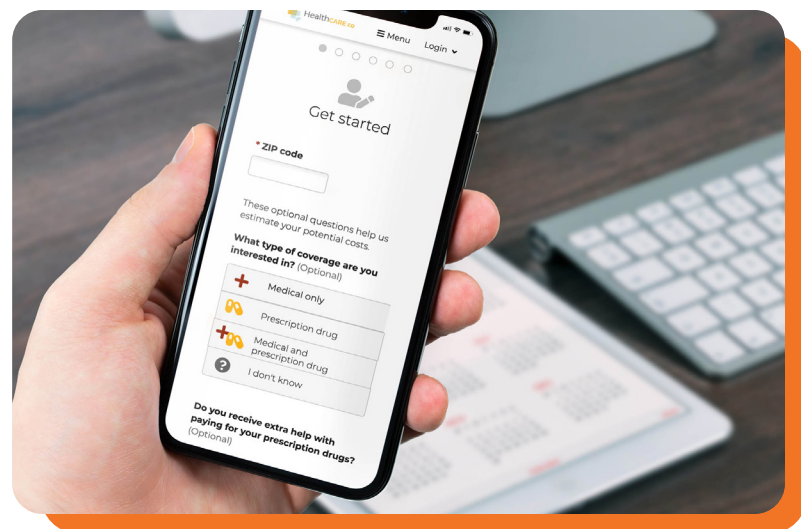 HealthCARE.co
Menu
Login
Get started
* ZIP code
These optional questions help us
estimate your potential costs.
What type of coverage are you
interested in? (Optional)
Medical only
Prescription drug
Medical and
prescription drug
? I don't know
Do you receive extra help with
paying for your prescription drugs?
(Optional)